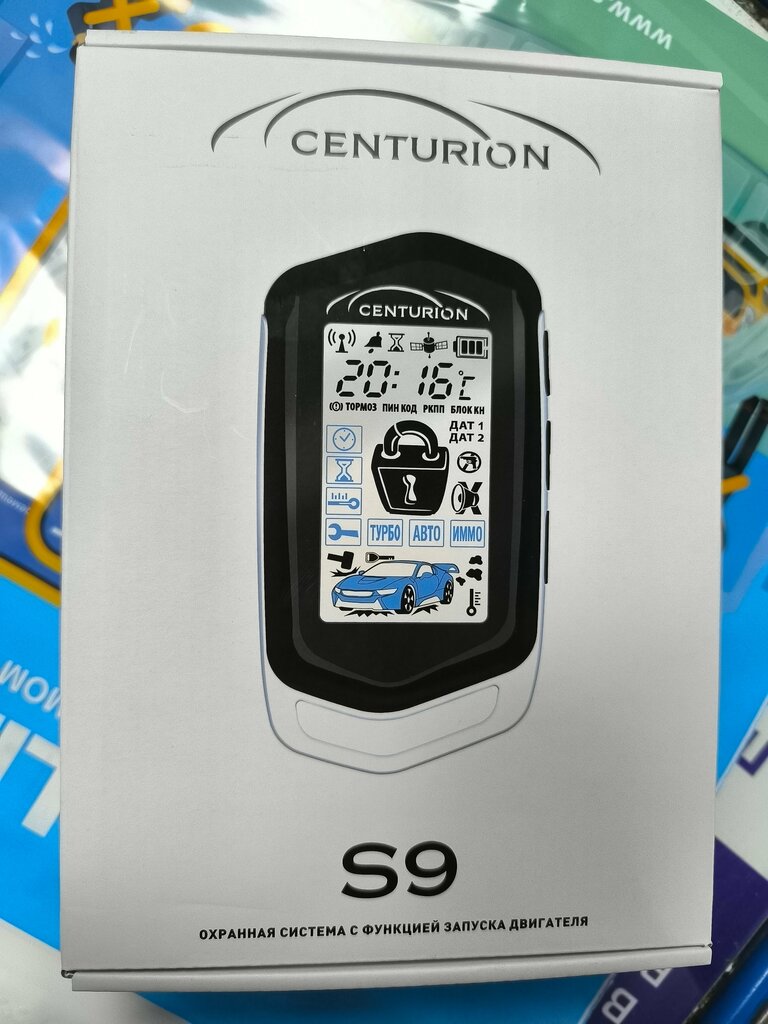 www
CENTURION
CENTURION
20:16°C
(!) ТОРМОЗ ПИН КОД РКПП БЛОК КН
ДАТ 1
ДАТ 2
ТУРБО АВТО ИММО
S9
ОХРАННАЯ СИСТЕМА С ФУНКЦИЕЙ ЗАПУСКА ДВИГАТЕЛЯ